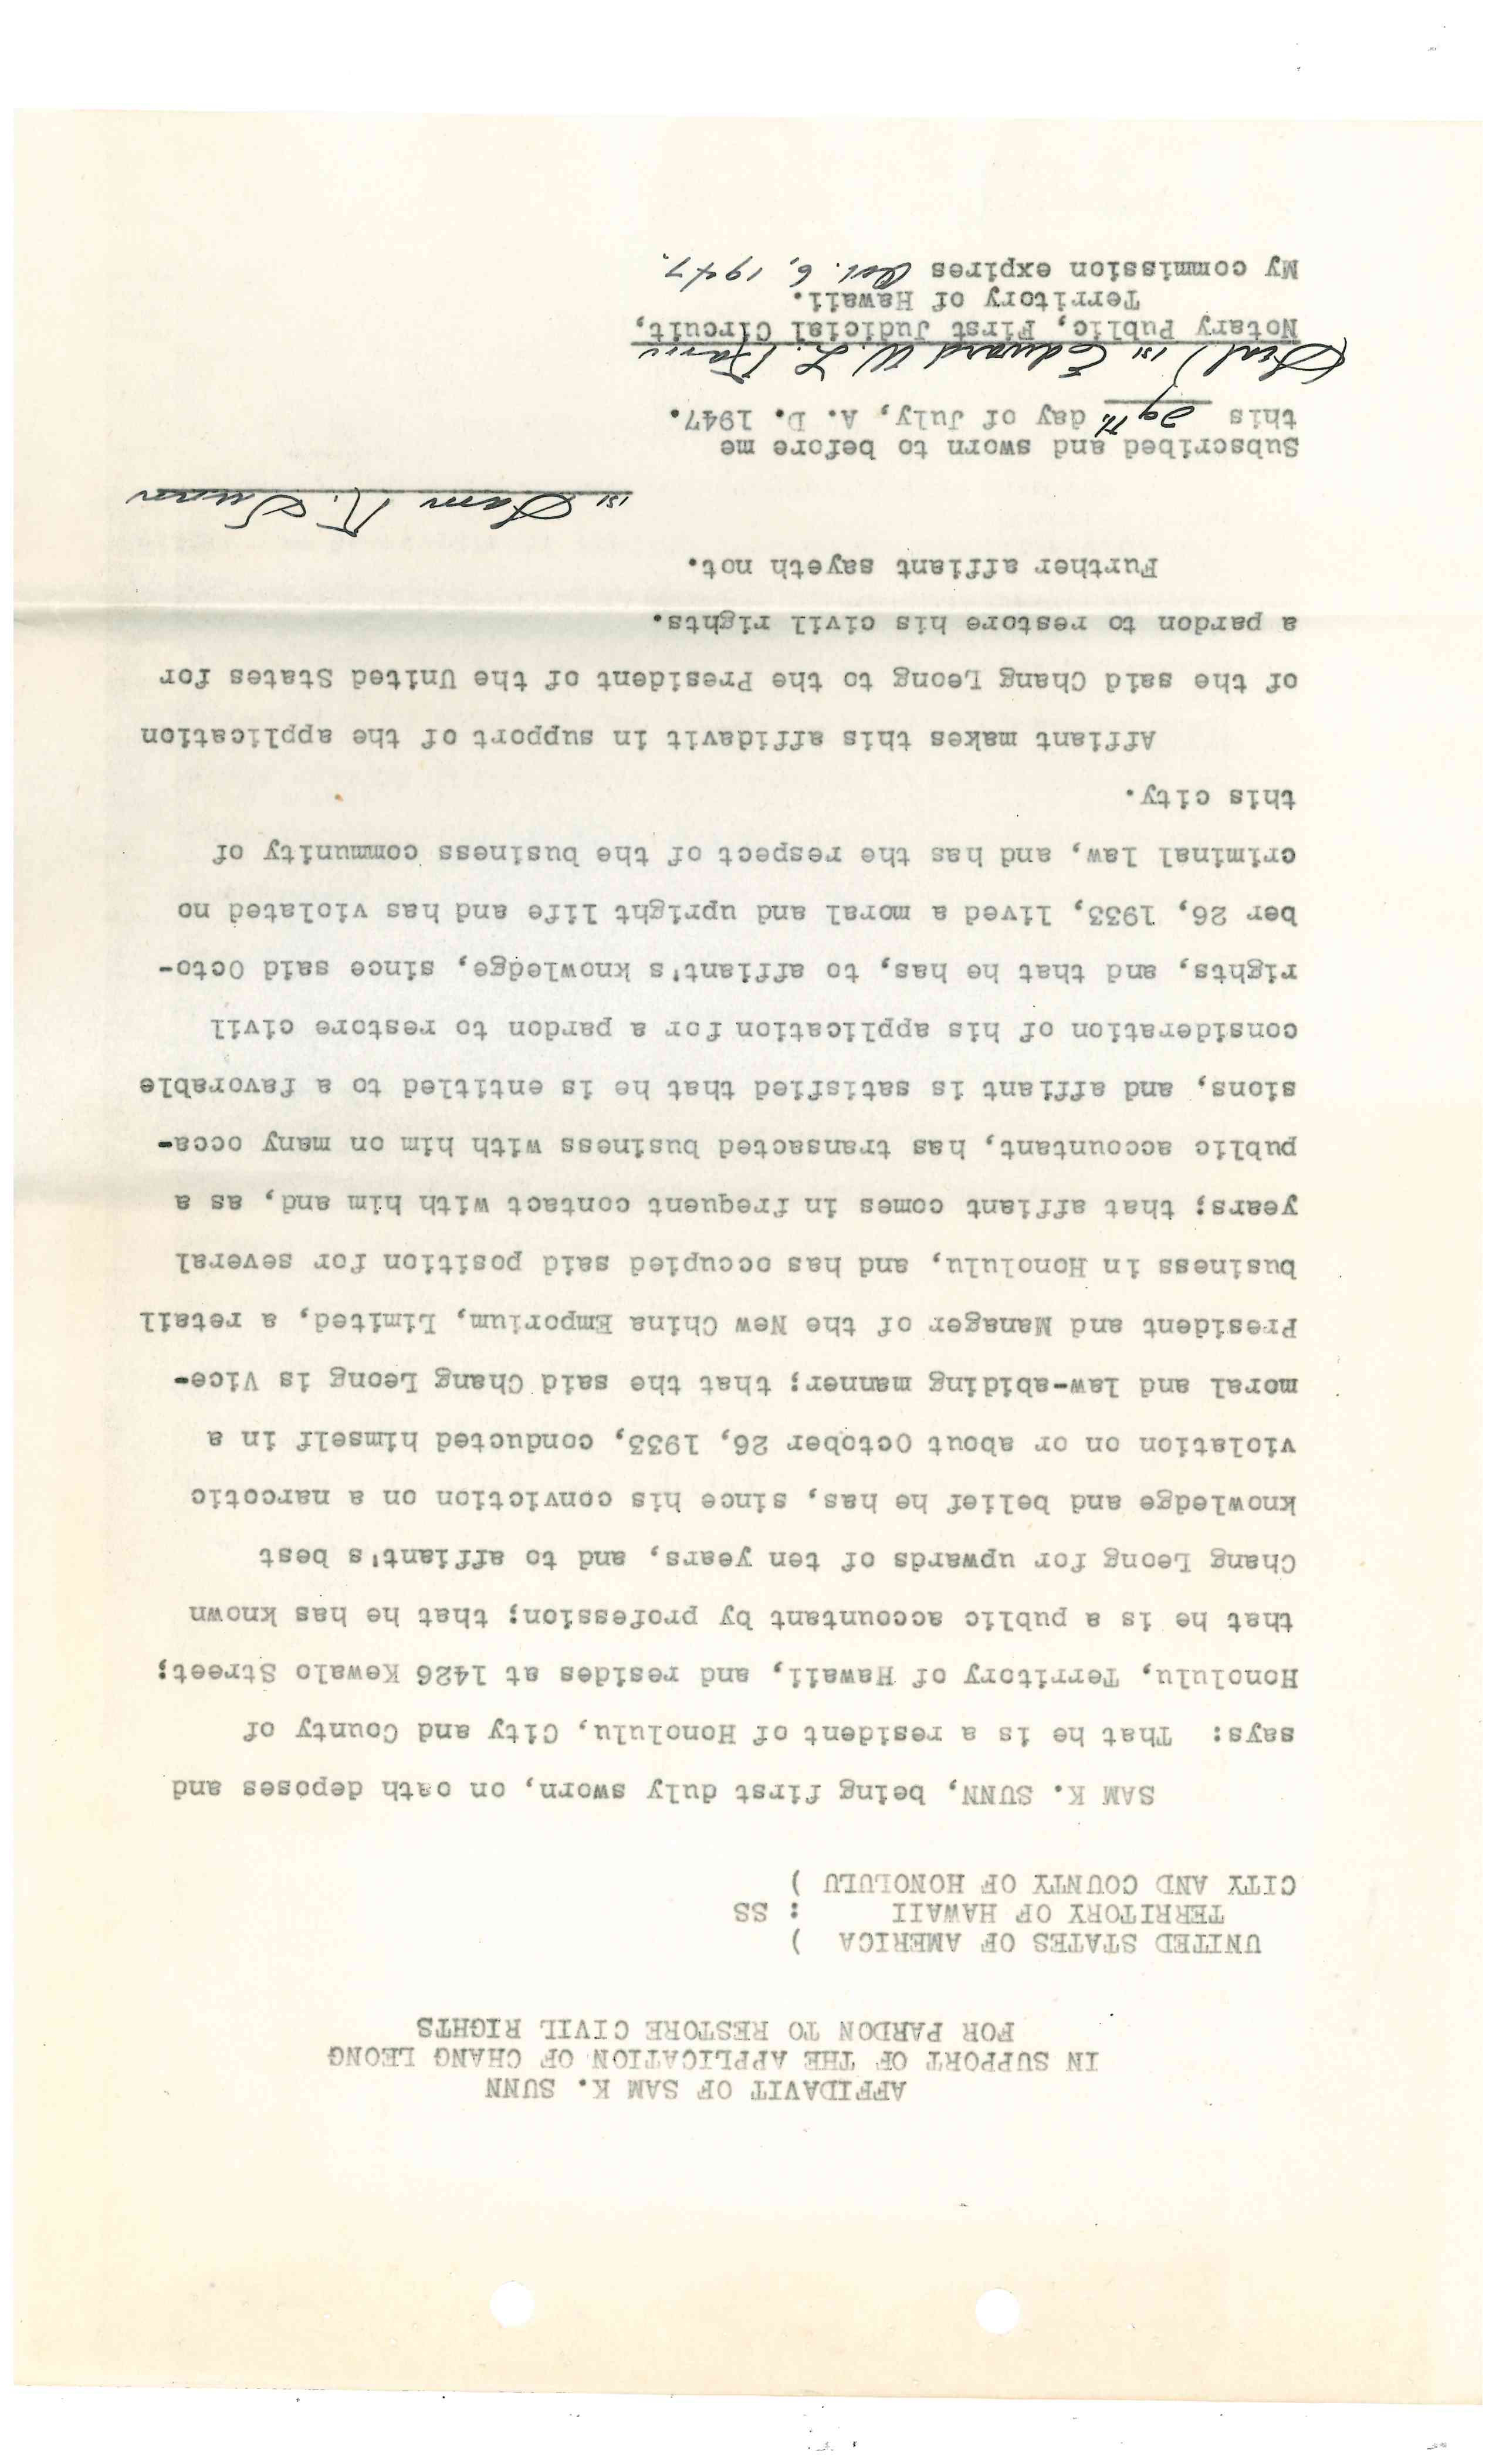 AFFIDAVIT OF SAM K. SUNN
IN SUPPORT OF THE APPLICATION OF CHANG LEONG
FOR PARDON TO RESTORE CIVIL RIGHTS
UNITED STATES OF AMERICA )
TERRITORY OF HAWAII : SS
CITY AND COUNTY OF HONOLULU )
SAM K. SUNN, being first duly sworn, on oath deposes and
says: That he is a resident of Honolulu, City and County of
Honolulu, Territory of Hawaii, and resides at 1426 Kewalo Street;
that he is a public accountant by profession; that he has known
Chang Leong for upwards of ten years, and to affiant's best
knowledge and belief he has, since his conviction on a narcotic
violation on or about October 26, 1933, conducted himself in a
moral and law-abiding manner; that the said Chang Leong is Vice-
President and Manager of the New China Emporium, Limited, a retail
business in Honolulu, and has occupied said position for several
years; that affiant comes in frequent contact with him and, as a
public accountant, has transacted business with him on many occa-
sions, and affiant is satisfied that he is entitled to a favorable
consideration of his application for a pardon to restore civil
rights, and that he has, to affiant's knowledge, since said Octo-
ber 26, 1933, lived a moral and upright life and has violated no
criminal law, and has the respect of the business community of
this city.
Affiant makes this affidavit in support of the application
of the said Chang Leong to the President of the United States for
a pardon to restore his civil rights.
Further affiant sayeth not.
/s/ Sam K. Sunn
Subscribed and sworn to before me
this 29th day of July, A. D. 1947.
(Seal) /s/ Edward W. L.
Notary Public, First Judicial Circuit,
Territory of Hawaii.
My commission expires Oct. 6, 1947.